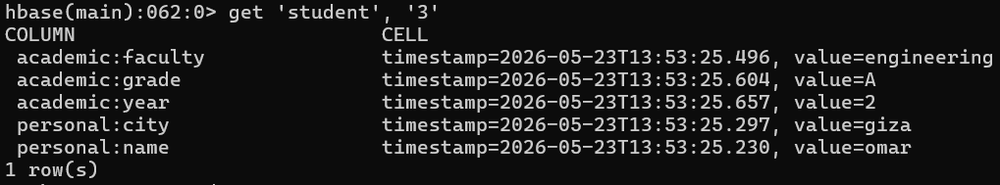 hbase(main):062:0> get 'student', '3'
COLUMN CELL
academic:faculty timestamp=2026-05-23T13:53:25.496, value=engineering
academic:grade timestamp=2026-05-23T13:53:25.604, value=A
academic:year timestamp=2026-05-23T13:53:25.657, value=2
personal:city timestamp=2026-05-23T13:53:25.297, value=giza
personal:name timestamp=2026-05-23T13:53:25.230, value=omar
1 row(s)